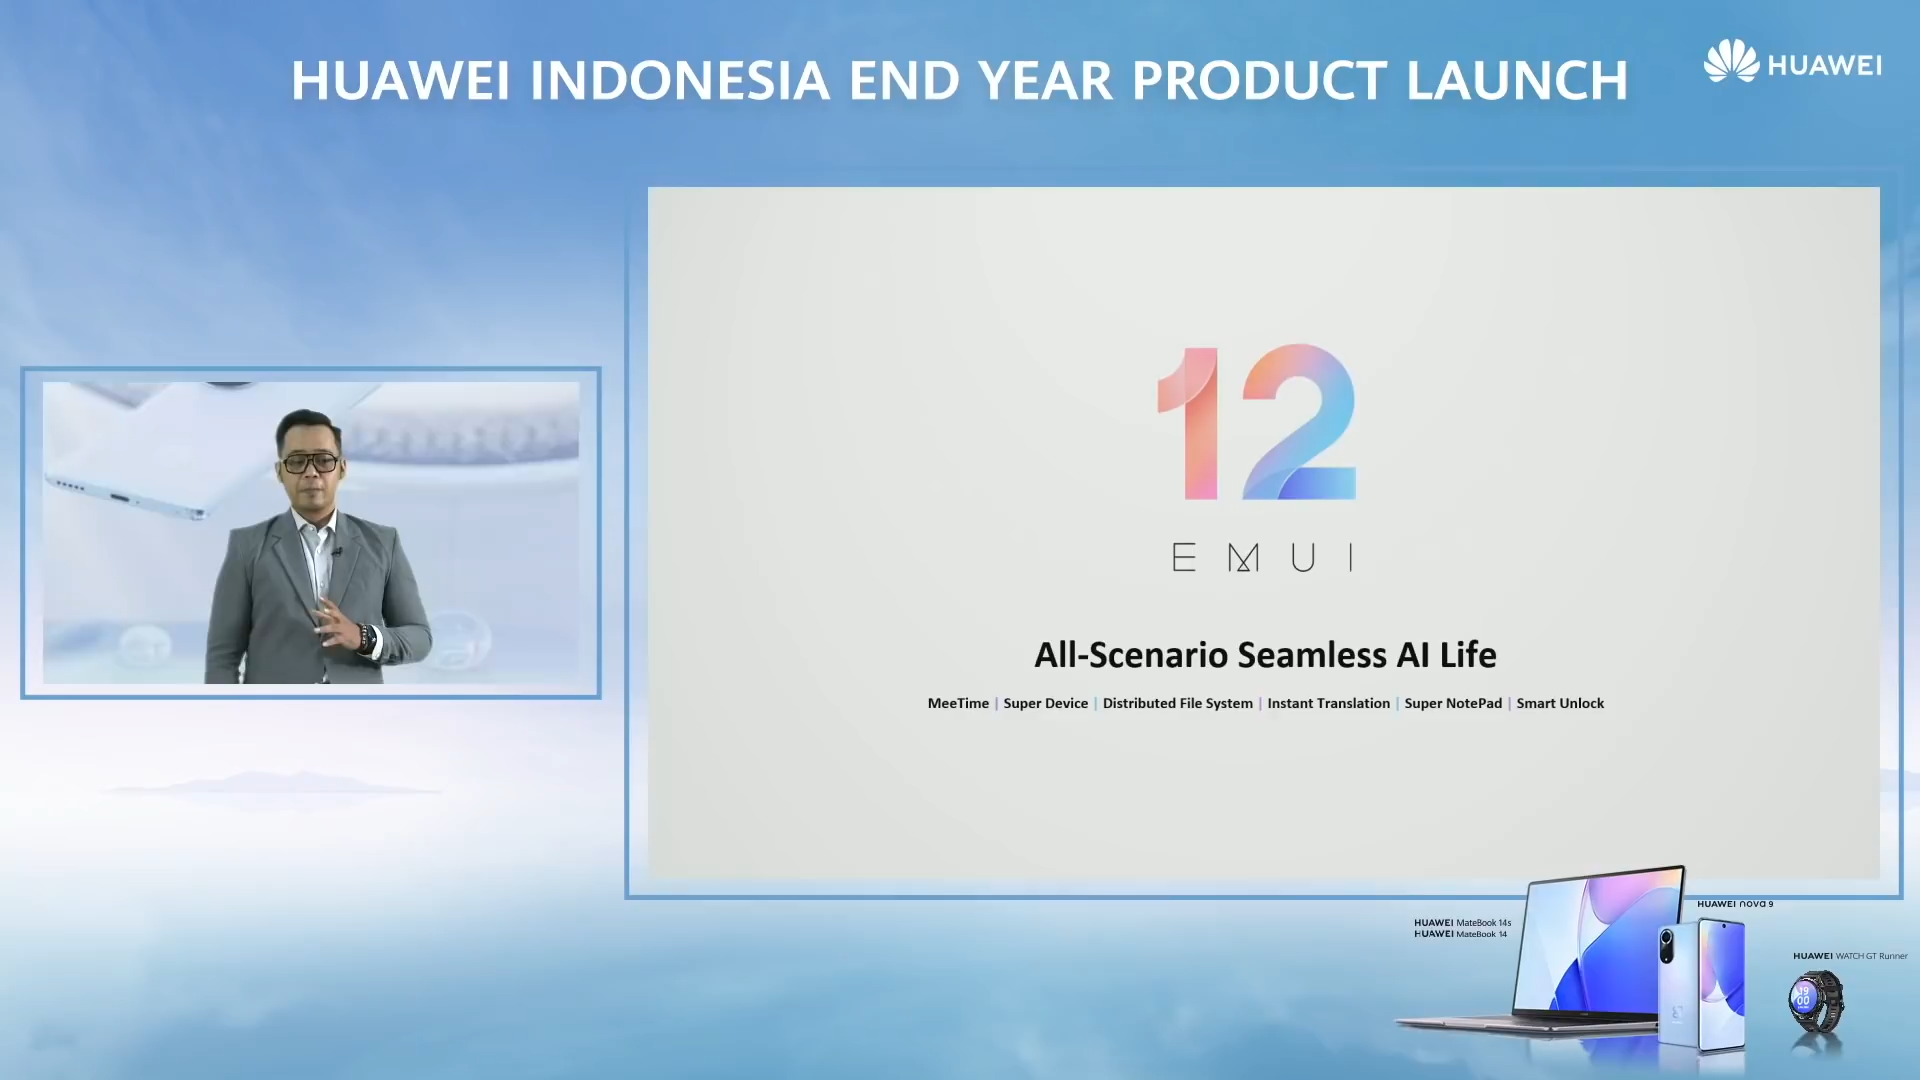 HUAWEI INDONESIA END YEAR PRODUCT LAUNCH
HUAWEI
12
EMUI
All-Scenario Seamless AI Life
MeeTime | Super Device | Distributed File System | Instant Translation | Super NotePad | Smart Unlock
HUAWEI nova 9
HUAWEI MateBook 14s
HUAWEI MateBook 14
HUAWEI WATCH GT Runner
19
00